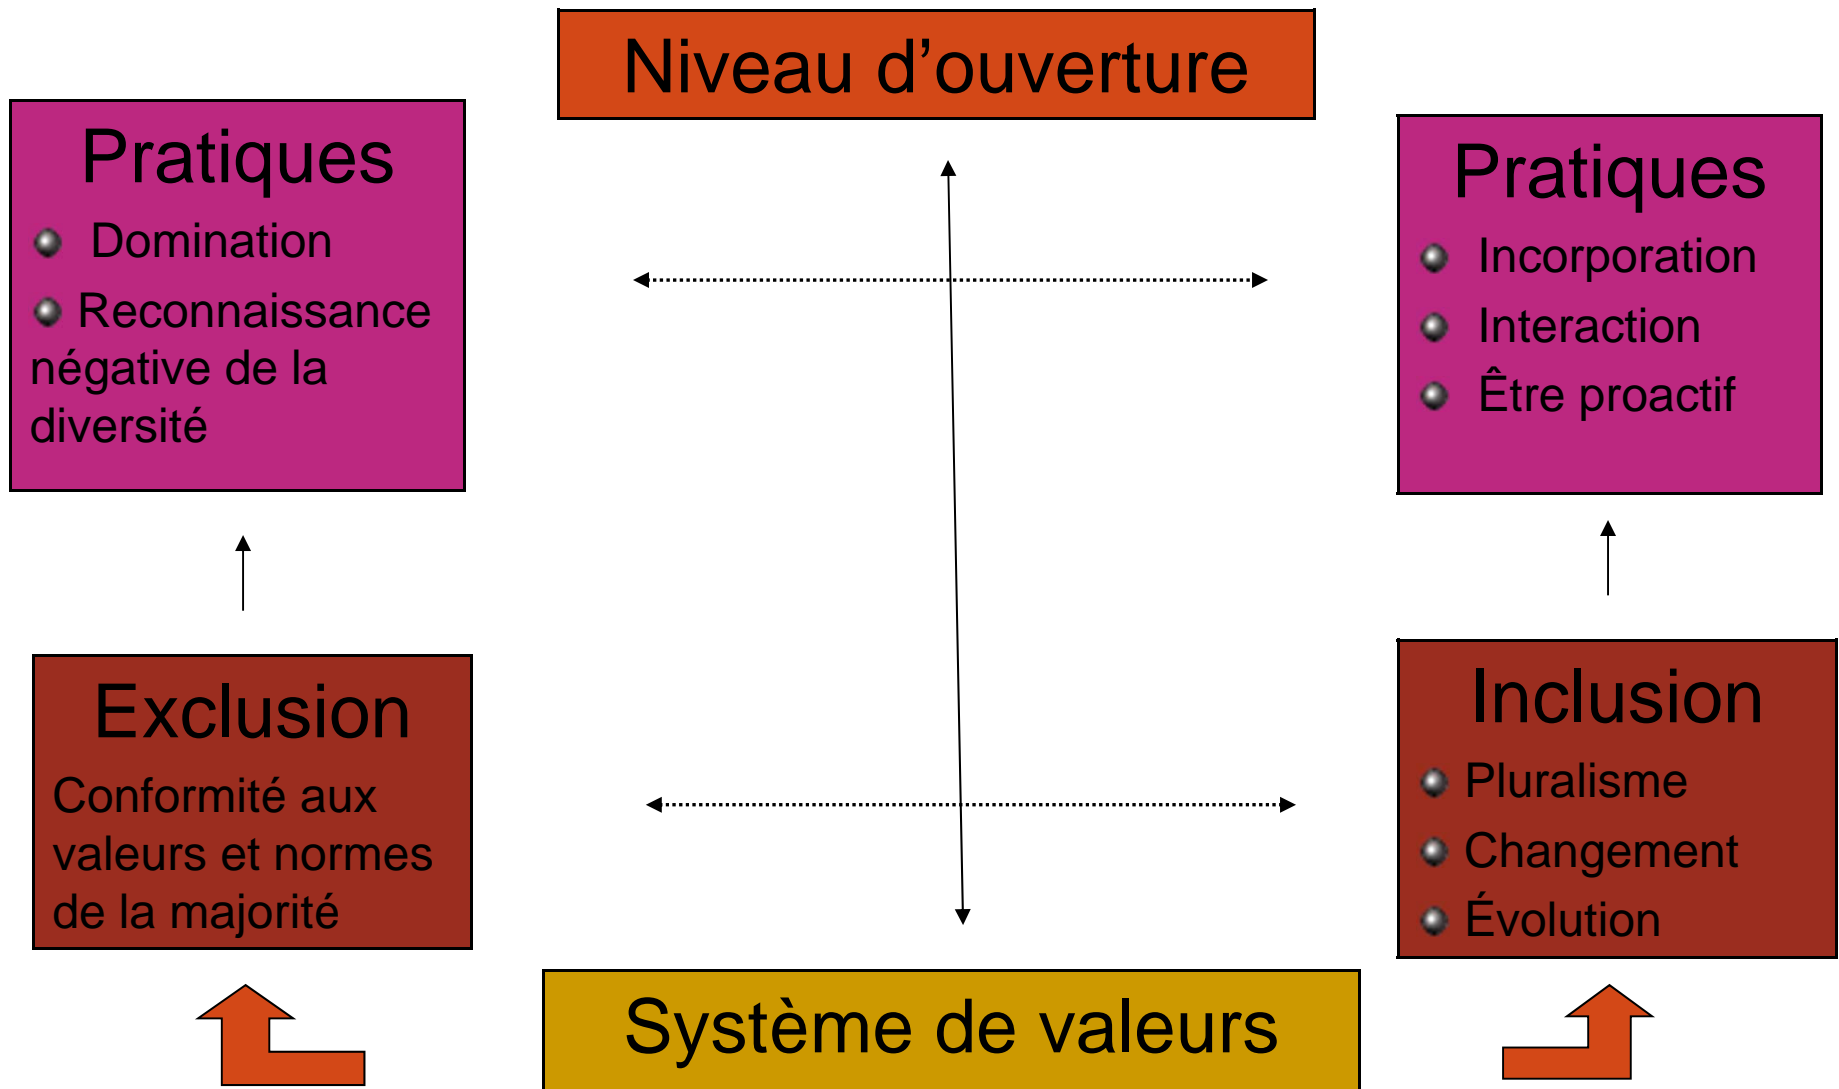 Niveau d’ouverture
Pratiques
Domination
Reconnaissance
négative de la
diversité
Pratiques
Incorporation
Interaction
Être proactif
Exclusion
Conformité aux
valeurs et normes
de la majorité
Inclusion
Pluralisme
Changement
Évolution
Système de valeurs